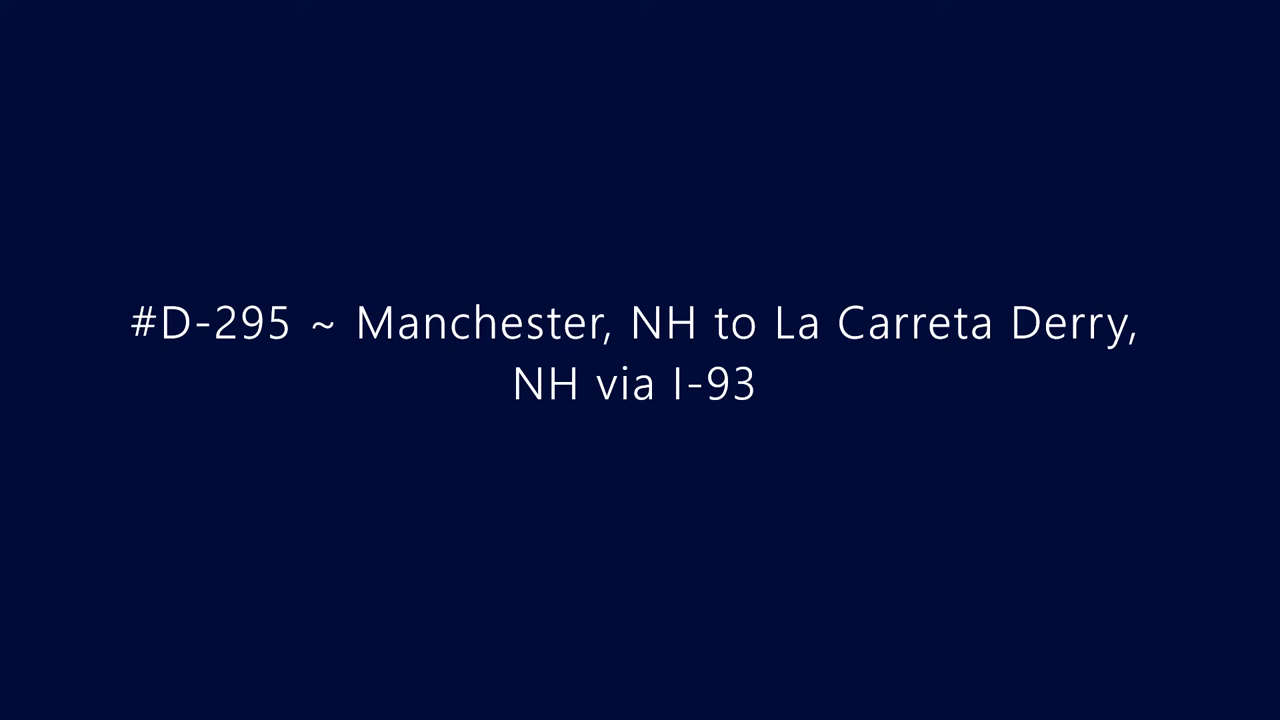 #D-295 ~ Manchester, NH to La Carreta Derry,
NH via I-93